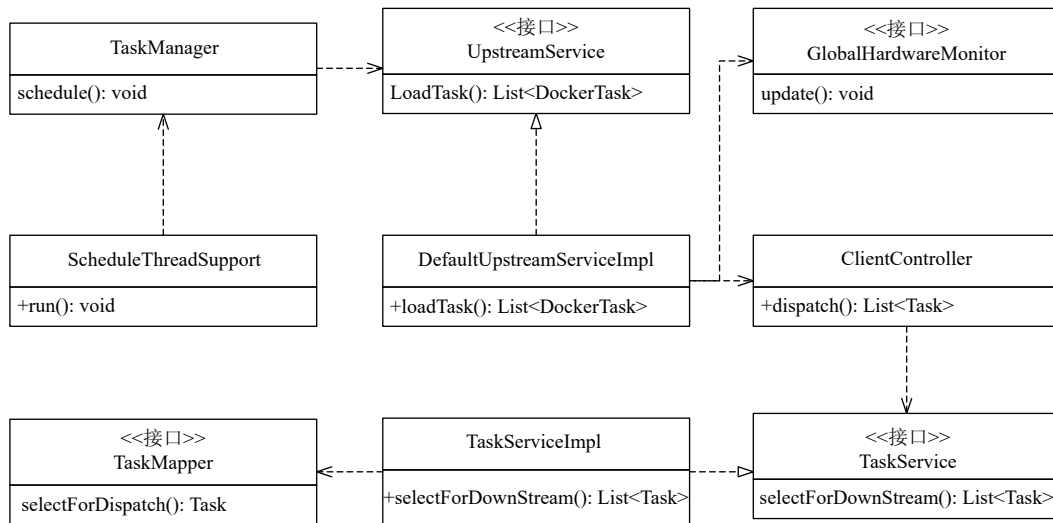 TaskManager
schedule(): void
<<接口>>
UpstreamService
LoadTask(): List<DockerTask>
<<接口>>
GlobalHardwareMonitor
update(): void
ScheduleThreadSupport
+run(): void
DefaultUpstreamServiceImpl
+loadTask(): List<DockerTask>
ClientController
+dispatch(): List<Task>
<<接口>>
TaskMapper
selectForDispatch(): Task
TaskServiceImpl
+selectForDownStream(): List<Task>
<<接口>>
TaskService
selectForDownStream(): List<Task>